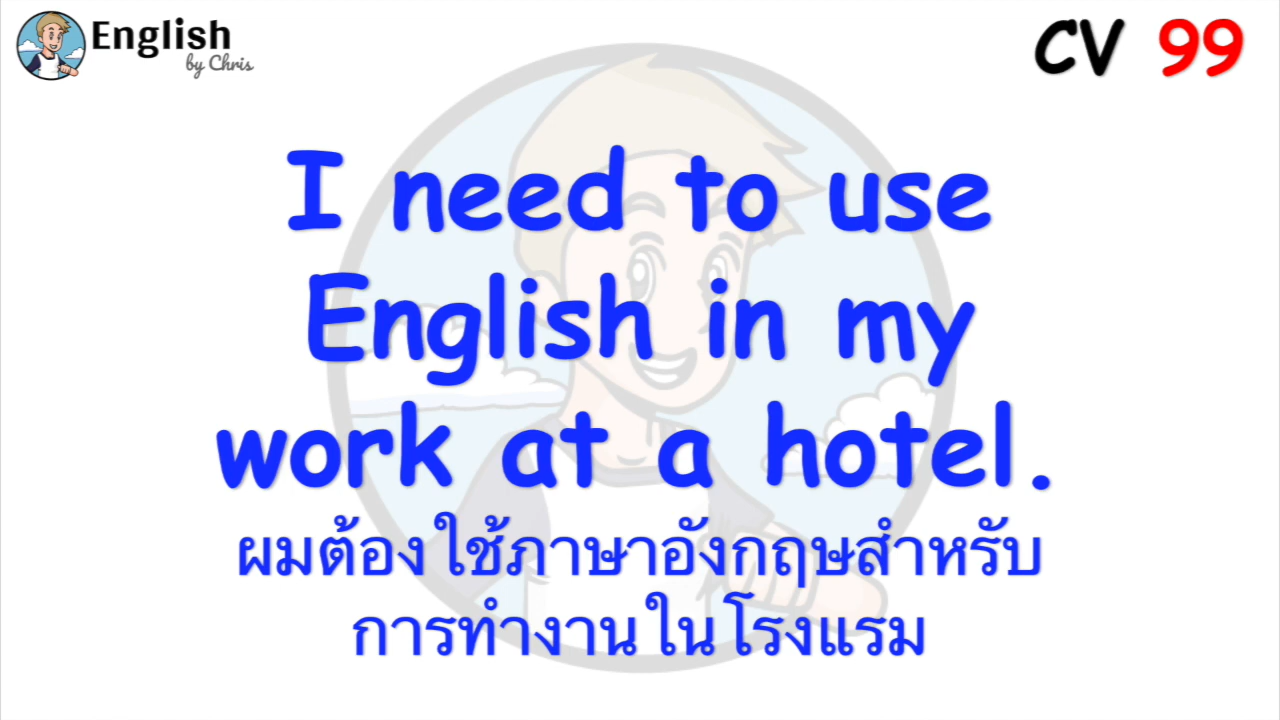 English
by Chris
CV 99
I need to use
English in my
work at a hotel.
ผมต้องใช้ภาษาอังกฤษสำหรับ
การทำงานในโรงแรม